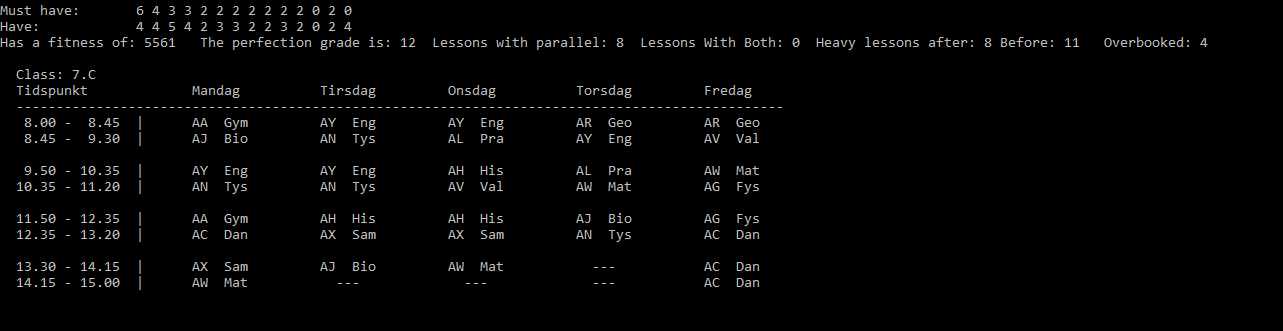 Must have:       6 4 3 3 2 2 2 2 2 2 2 0 2 0
Have:            4 4 5 4 2 3 3 2 2 3 2 0 2 4
Has a fitness of: 5561   The perfection grade is: 12  Lessons with parallel: 8  Lessons With Both: 0  Heavy lessons after: 8 Before: 11   Overbooked: 4
Class: 7.C
Tidspunkt             Mandag          Tirsdag         Onsdag          Torsdag         Fredag
------------------------------------------------------------------------------------------------
8.00 -  8.45  |      AA  Gym         AY  Eng         AY  Eng         AR  Geo         AR  Geo
8.45 -  9.30  |      AJ  Bio         AN  Tys         AL  Pra         AY  Eng         AV  Val
9.50 - 10.35  |      AY  Eng         AY  Eng         AH  His         AL  Pra         AW  Mat
10.35 - 11.20  |      AN  Tys         AN  Tys         AV  Val         AW  Mat         AG  Fys
11.50 - 12.35  |      AA  Gym         AH  His         AH  His         AJ  Bio         AG  Fys
12.35 - 13.20  |      AC  Dan         AX  Sam         AX  Sam         AN  Tys         AC  Dan
13.30 - 14.15  |      AX  Sam         AJ  Bio         AW  Mat           ---           AC  Dan
14.15 - 15.00  |      AW  Mat           ---             ---             ---           AC  Dan